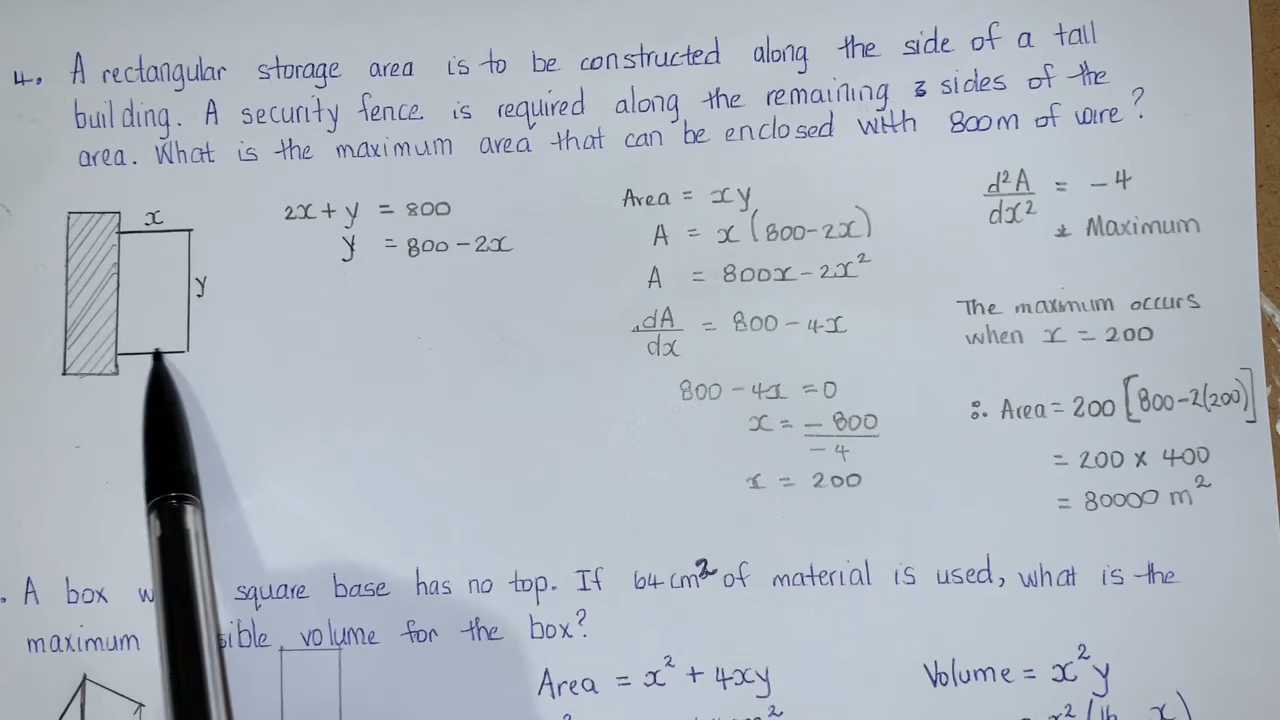 4. A rectangular storage area is to be constructed along the side of a tall
building. A security fence is required along the remaining 3 sides of the
area. What is the maximum area that can be enclosed with 800m of wire?
x
y
2x + y = 800
y = 800 - 2x
Area = xy
A = x(800-2x)
A = 800x - 2x²
dA/dx = 800 - 4x
800 - 4x = 0
x = -800/-4
x = 200
d²A/dx² = -4
* Maximum
The maximum occurs
when x = 200
∴ Area = 200[800-2(200)]
= 200 x 400
= 80000 m²
. A box square base has no top. If 64cm² of material is used, what is the
maximum volume for the box?
Area = x² + 4xy
Volume = x²y